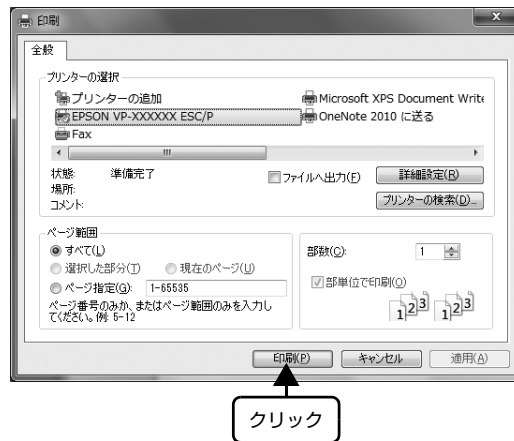 印刷
全般
プリンターの選択
プリンターの追加
Microsoft XPS Document Write
EPSON VP-XXXXXX ESC/P
OneNote 2010 に送る
Fax
状態: 準備完了
ファイルへ出力(F)
詳細設定(R)
場所:
プリンターの検索(D)...
コメント:
ページ範囲
すべて(L)
部数(C): 1
選択した部分(T)
現在のページ(U)
ページ指定(G): 1-65535
部単位で印刷(O)
ページ番号のみか、またはページ範囲のみを入力し
てください。例: 5-12
1 2 3 1 2 3
印刷(P)
キャンセル
適用(A)
クリック